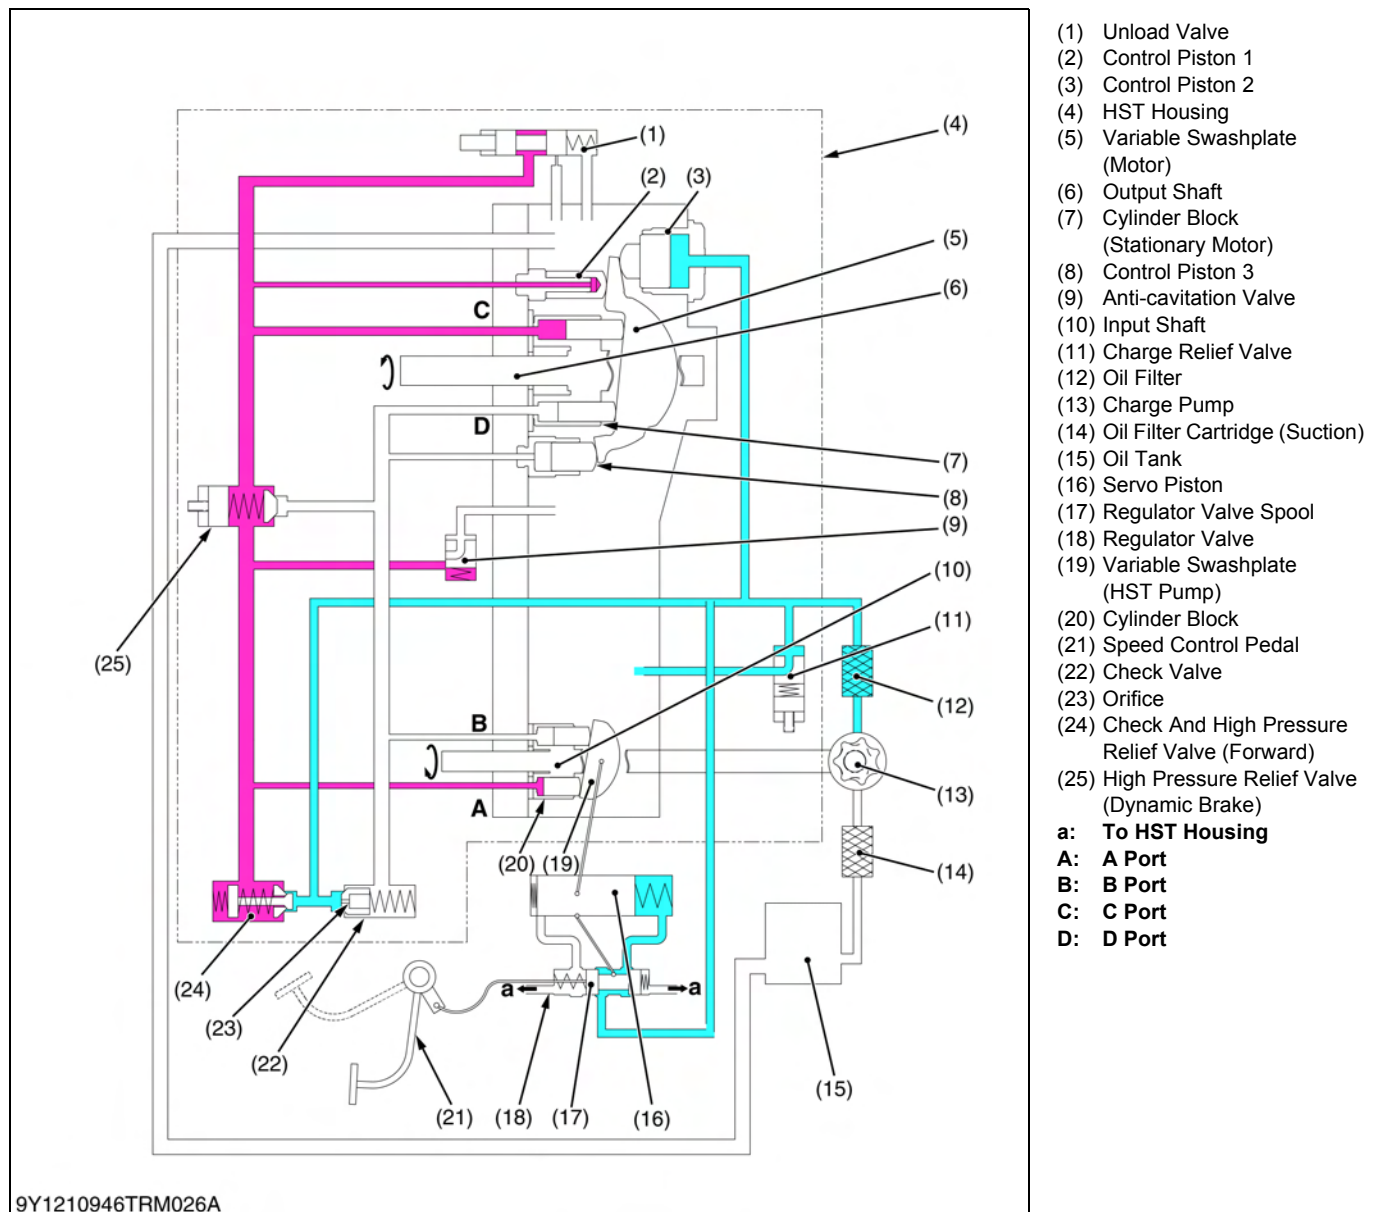 (1)
(4)
(2)
(3)
(5)
(6)
C
D
(7)
(8)
(9)
(10)
(25)
(11)
(12)
B
A
(13)
(20)
(19)
(14)
a
a
(24)
(23)
(22)
(21)
(18)
(17)
(16)
(15)
9Y1210946TRM026A
(1) Unload Valve
(2) Control Piston 1
(3) Control Piston 2
(4) HST Housing
(5) Variable Swashplate
(Motor)
(6) Output Shaft
(7) Cylinder Block
(Stationary Motor)
(8) Control Piston 3
(9) Anti-cavitation Valve
(10) Input Shaft
(11) Charge Relief Valve
(12) Oil Filter
(13) Charge Pump
(14) Oil Filter Cartridge (Suction)
(15) Oil Tank
(16) Servo Piston
(17) Regulator Valve Spool
(18) Regulator Valve
(19) Variable Swashplate
(HST Pump)
(20) Cylinder Block
(21) Speed Control Pedal
(22) Check Valve
(23) Orifice
(24) Check And High Pressure
Relief Valve (Forward)
(25) High Pressure Relief Valve
(Dynamic Brake)
a: To HST Housing
A: A Port
B: B Port
C: C Port
D: D Port